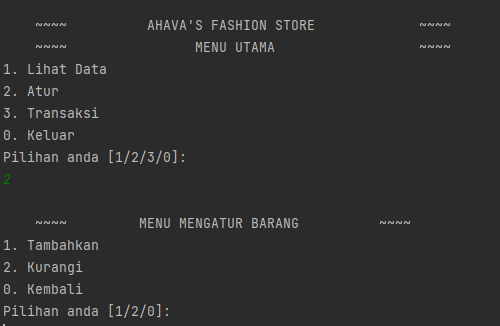 ~~~~ AHAVA'S FASHION STORE ~~~~
~~~~ MENU UTAMA ~~~~
1. Lihat Data
2. Atur
3. Transaksi
0. Keluar
Pilihan anda [1/2/3/0]:
2
~~~~ MENU MENGATUR BARANG ~~~~
1. Tambahkan
2. Kurangi
0. Kembali
Pilihan anda [1/2/0]: